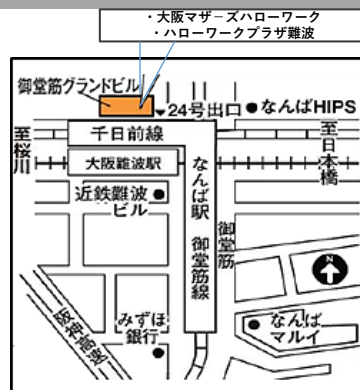 ・大阪マザーズハローワーク
・ハローワークプラザ難波
御堂筋グランドビル
24号出口
なんばHIPS
至桜川
千日前線
至日本橋
大阪難波駅
なんば駅
御堂筋線
御堂筋
近鉄難波
ビル
阪神高速
みずほ
銀行
なんば
マルイ
N